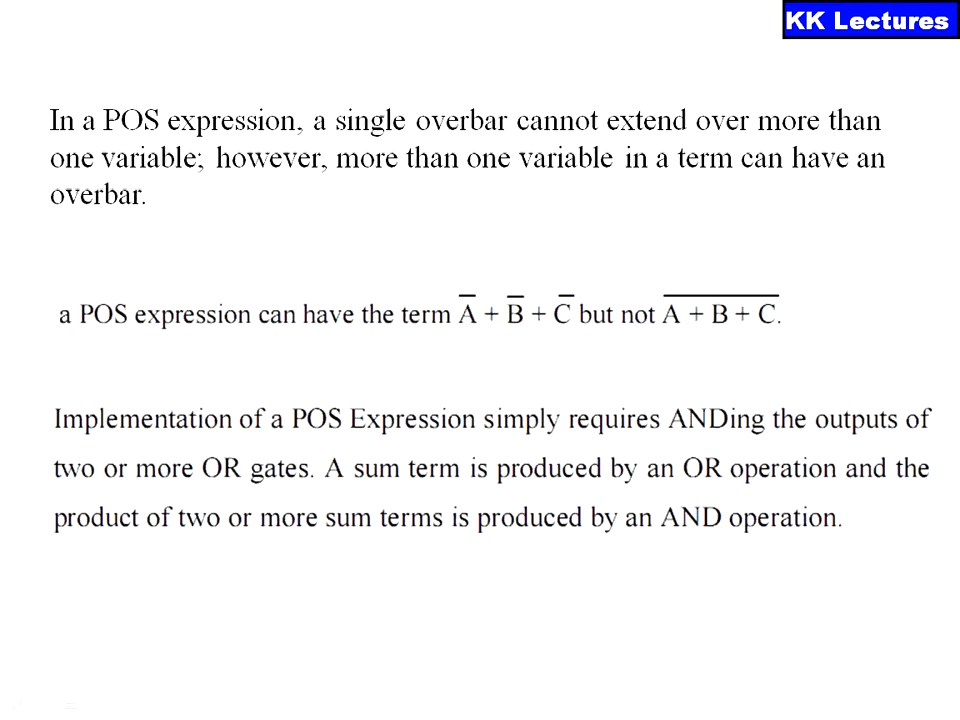 KK Lectures
In a POS expression, a single overbar cannot extend over more than
one variable; however, more than one variable in a term can have an
overbar.
a POS expression can have the term A̅ + B̅ + C̅ but not A̅ ̅+̅ ̅B̅ ̅+̅ ̅C̅.
Implementation of a POS Expression simply requires ANDing the outputs of
two or more OR gates. A sum term is produced by an OR operation and the
product of two or more sum terms is produced by an AND operation.